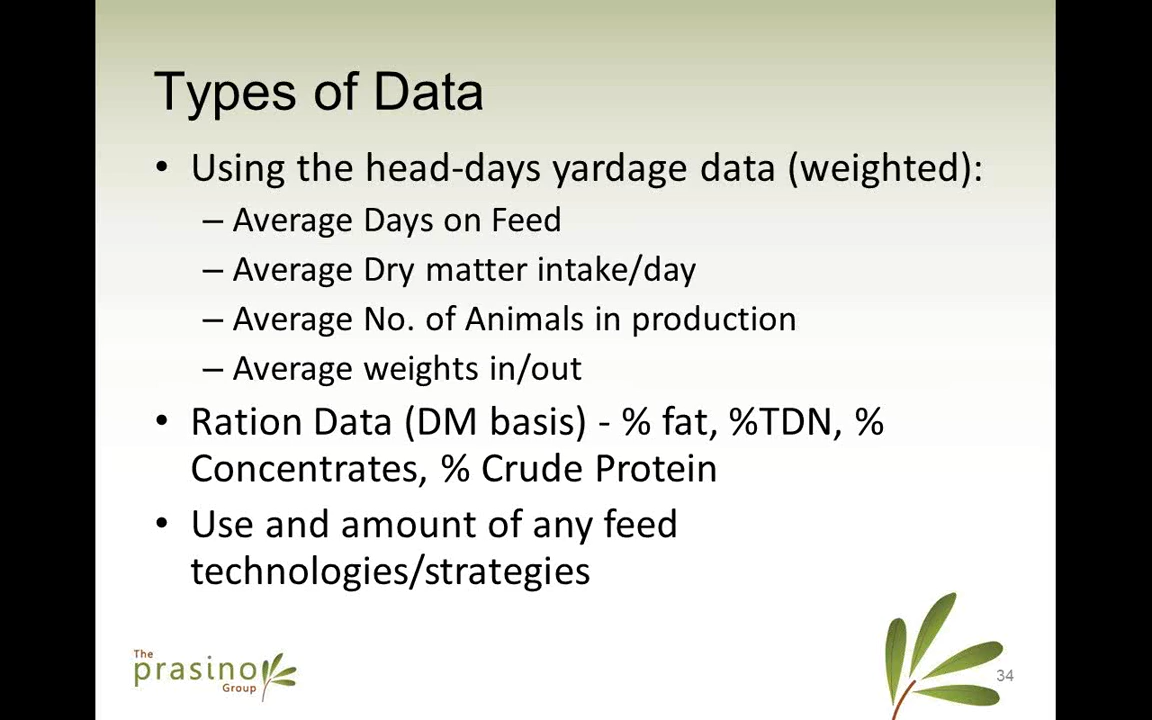 Types of Data
• Using the head-days yardage data (weighted):
– Average Days on Feed
– Average Dry matter intake/day
– Average No. of Animals in production
– Average weights in/out
• Ration Data (DM basis) - % fat, %TDN, %
Concentrates, % Crude Protein
• Use and amount of any feed
technologies/strategies
The
prasino
Group
34